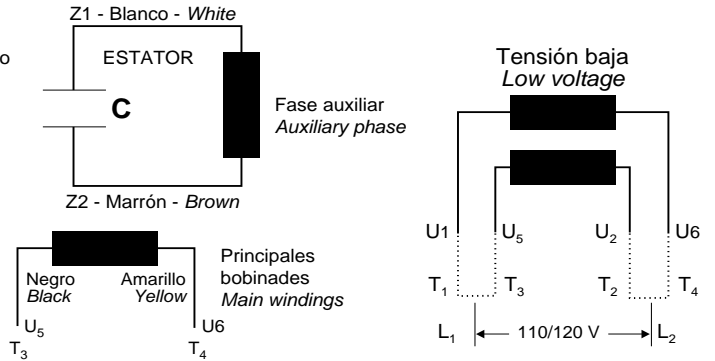 Z1 - Blanco - White
o
ESTATOR
C
Fase auxiliar
Auxiliary phase
Z2 - Marrón - Brown
Negro
Black
Amarillo
Yellow
Principales
bobinades
Main windings
U5
U6
T3
T4
Tensión baja
Low voltage
U1
U5
U2
U6
T1
T3
T2
T4
L1
110/120 V
L2